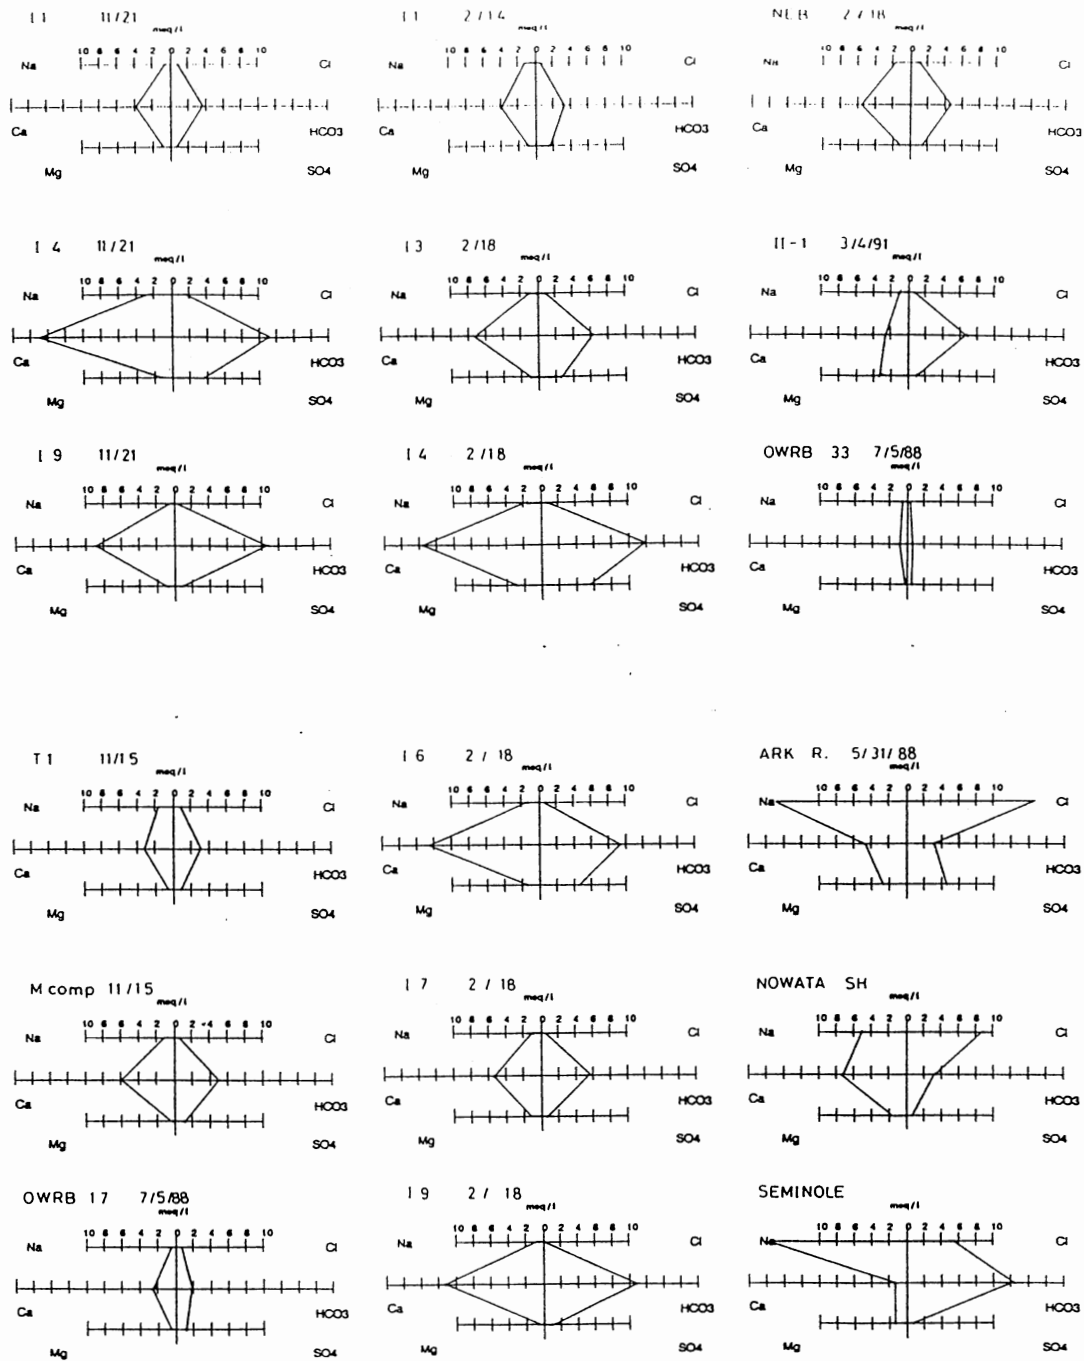 I 1 11/21
meq/l
10 8 6 4 2 0 2 4 6 8 10
Na Cl
Ca HCO3
Mg SO4
I 1 2/14
meq/l
10 8 6 4 2 0 2 4 6 8 10
Na Cl
Ca HCO3
Mg SO4
NEB 2/18
meq/l
10 8 6 4 2 0 2 4 6 8 10
Na Cl
Ca HCO3
Mg SO4
I 4 11/21
meq/l
10 8 6 4 2 0 2 4 6 8 10
Na Cl
Ca HCO3
Mg SO4
I 3 2/18
meq/l
10 8 6 4 2 0 2 4 6 8 10
Na Cl
Ca HCO3
Mg SO4
II-1 3/4/91
meq/l
10 8 6 4 2 0 2 4 6 8 10
Na Cl
Ca HCO3
Mg SO4
I 9 11/21
meq/l
10 8 6 4 2 0 2 4 6 8 10
Na Cl
Ca HCO3
Mg SO4
I 4 2/18
meq/l
10 8 6 4 2 0 2 4 6 8 10
Na Cl
Ca HCO3
Mg SO4
OWRB 33 7/5/88
meq/l
10 8 6 4 2 0 2 4 6 8 10
Na Cl
Ca HCO3
Mg SO4
T 1 11/15
meq/l
10 8 6 4 2 0 2 4 6 8 10
Na Cl
Ca HCO3
Mg SO4
I 6 2/18
meq/l
10 8 6 4 2 0 2 4 6 8 10
Na Cl
Ca HCO3
Mg SO4
ARK R. 5/31/88
meq/l
10 8 6 4 2 0 2 4 6 8 10
Na Cl
Ca HCO3
Mg SO4
M comp 11/15
meq/l
10 8 6 4 2 0 2 4 6 8 10
Na Cl
Ca HCO3
Mg SO4
I 7 2/18
meq/l
10 8 6 4 2 0 2 4 6 8 10
Na Cl
Ca HCO3
Mg SO4
NOWATA SH
meq/l
10 8 6 4 2 0 2 4 6 8 10
Na Cl
Ca HCO3
Mg SO4
OWRB 17 7/5/88
meq/l
10 8 6 4 2 0 2 4 6 8 10
Na Cl
Ca HCO3
Mg SO4
I 9 2/18
meq/l
10 8 6 4 2 0 2 4 6 8 10
Na Cl
Ca HCO3
Mg SO4
SEMINOLE
meq/l
10 8 6 4 2 0 2 4 6 8 10
Na Cl
Ca HCO3
Mg SO4